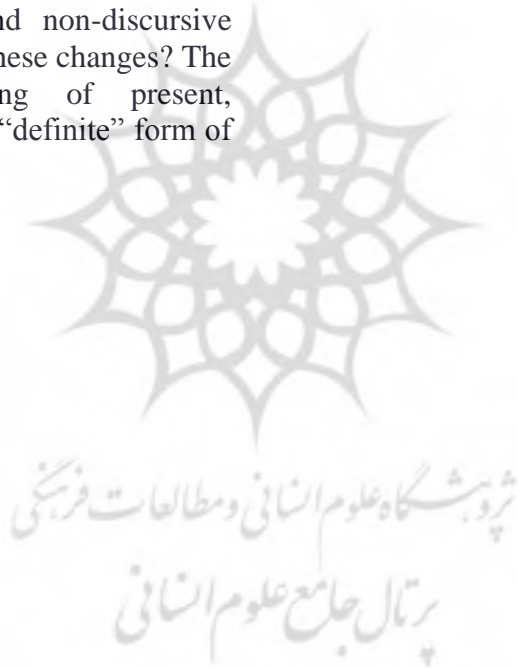 nd non-discursive
nese changes? The
ng of present,
“definite” form of
پژوهشگاه علوم انسانی و مطالعات فرهنگی
پرتال جامع علوم انسانی